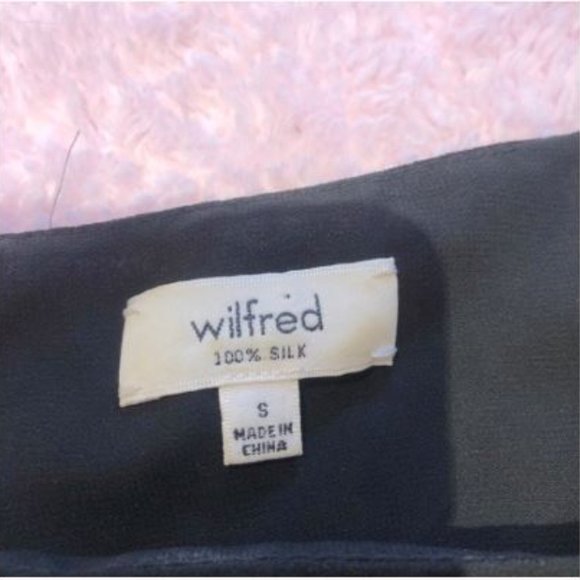 wilfred
100% SILK
S
MADE IN
CHINA